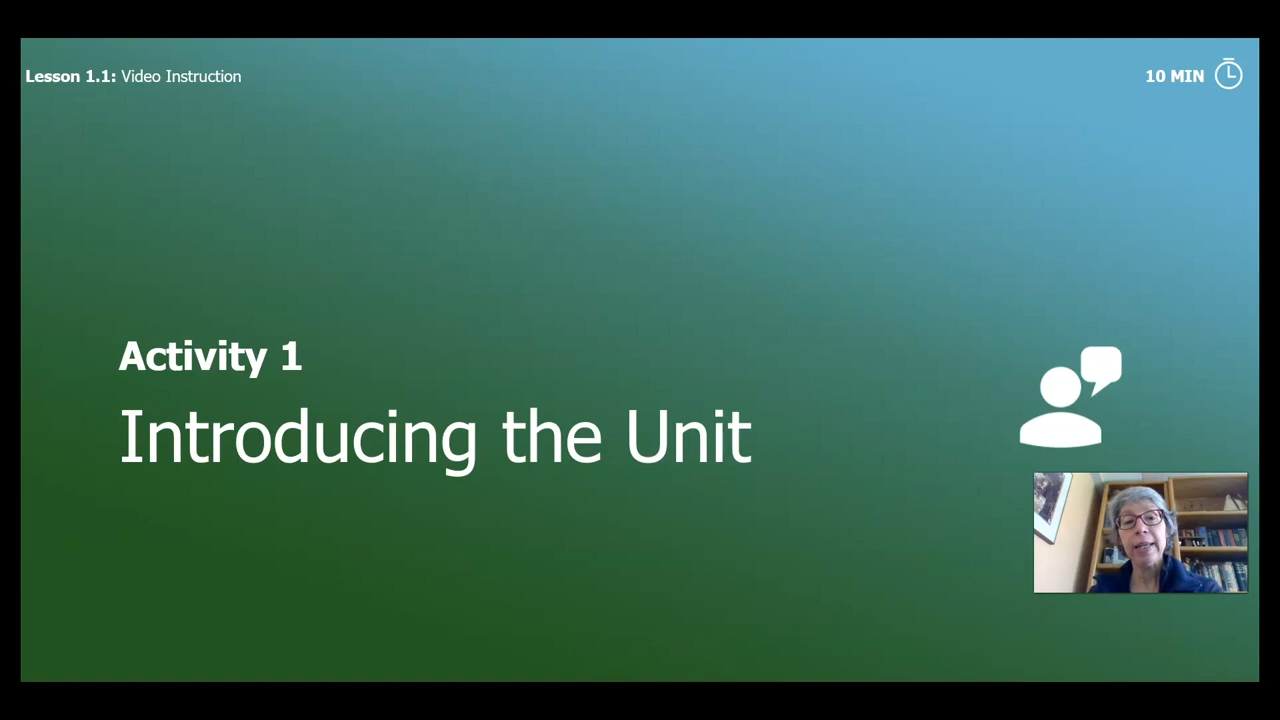 Lesson 1.1: Video Instruction
10 MIN
Activity 1
Introducing the Unit